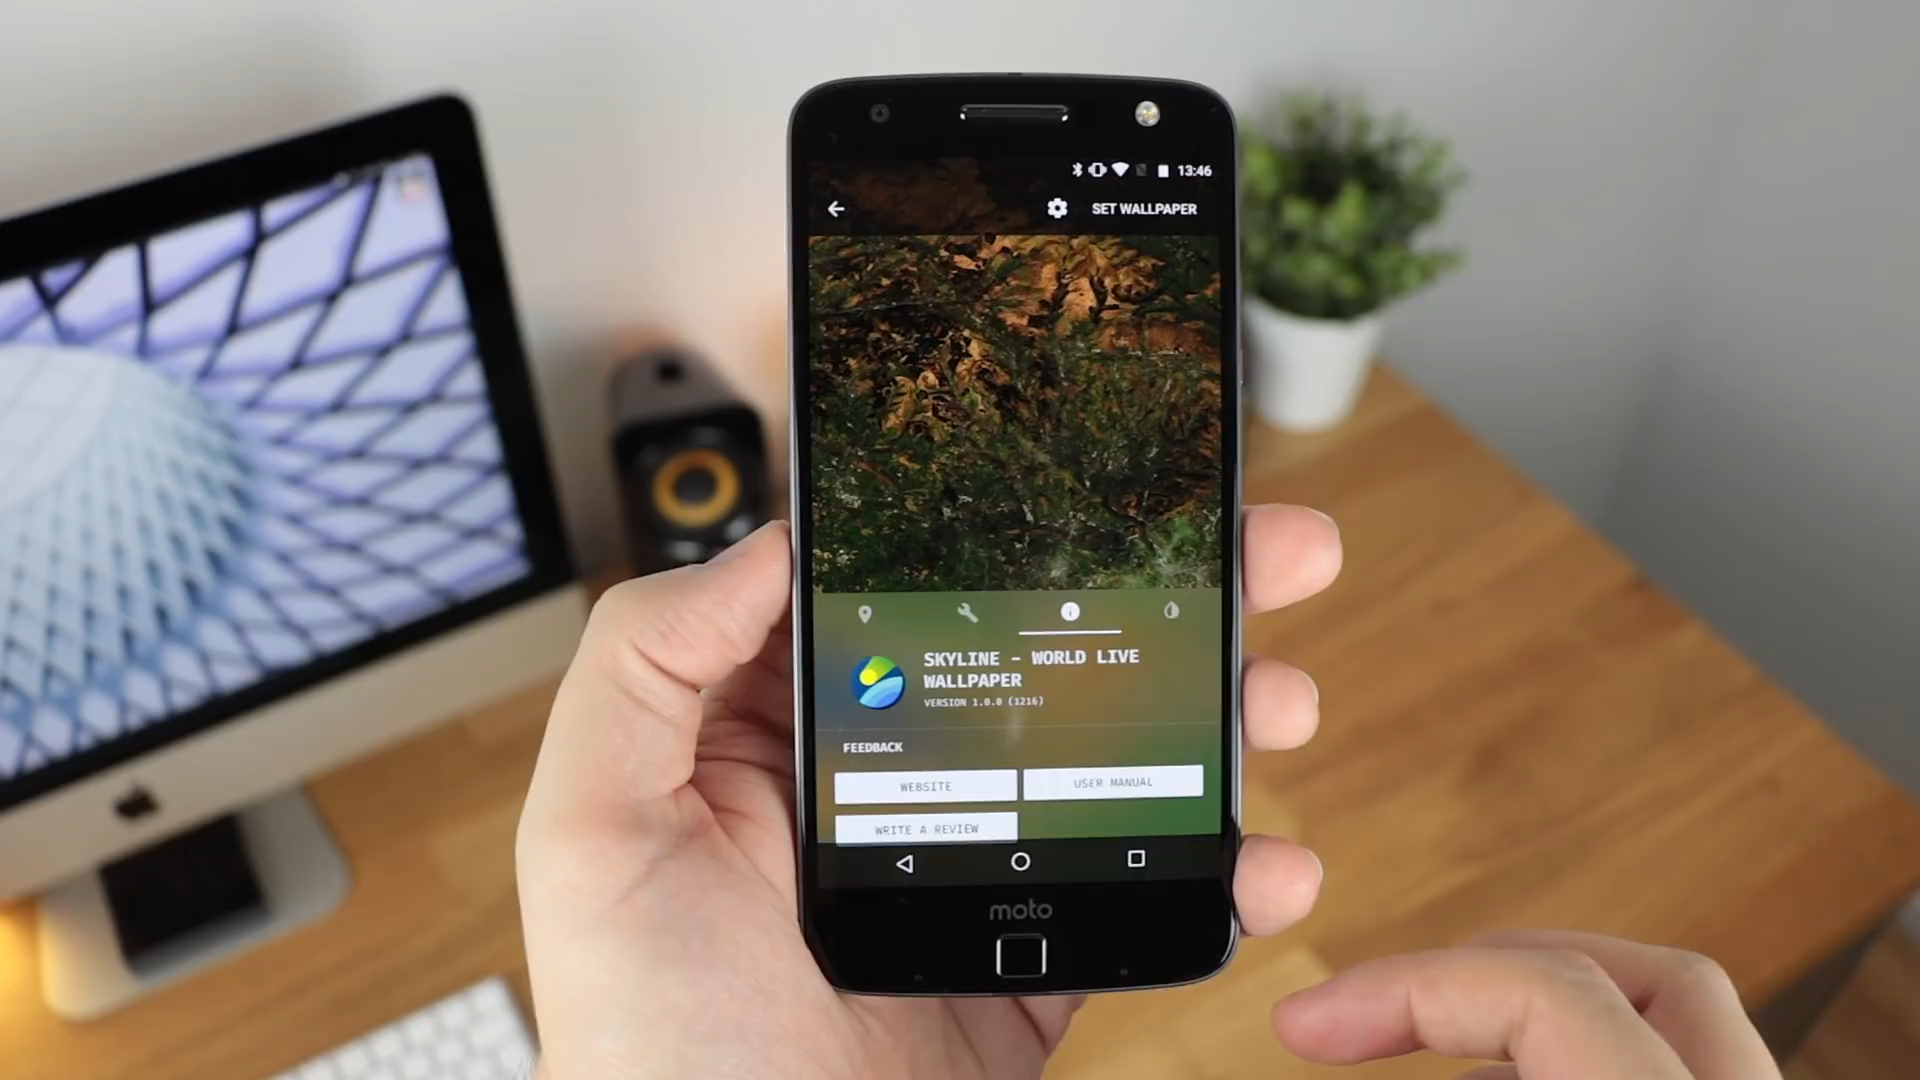 13:46
SET WALLPAPER
SKYLINE - WORLD LIVE
WALLPAPER
VERSION 1.0.0 (1216)
FEEDBACK
WEBSITE
USER MANUAL
WRITE A REVIEW
moto